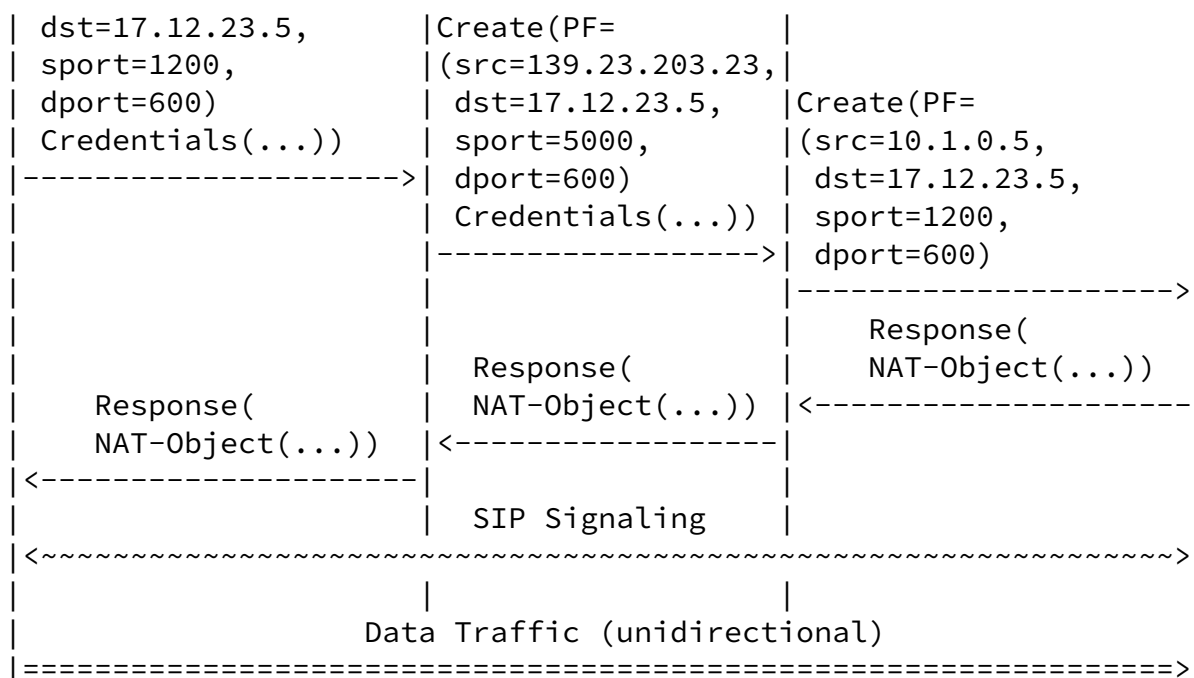 | dst=17.12.23.5,      |Create(PF=         |
| sport=1200,          |(src=139.23.203.23,|
| dport=600)           | dst=17.12.23.5,   |Create(PF=
| Credentials(...))    | sport=5000,       |(src=10.1.0.5,
|--------------------->| dport=600)        | dst=17.12.23.5,
|                      | Credentials(...)) | sport=1200,
|                      |------------------>| dport=600)
|                      |                   |--------------------->
|                      |                   |    Response(
|                      |  Response(        |    NAT-Object(...))
|    Response(         |  NAT-Object(...)) |<---------------------
|    NAT-Object(...))  |<------------------|
|<---------------------|                   |
|                      |  SIP Signaling    |
|<~~~~~~~~~~~~~~~~~~~~~~~~~~~~~~~~~~~~~~~~~~~~~~~~~~~~~~~~~~~~~~~>
|                      |                   |
|                   Data Traffic (unidirectional)
|================================================================>